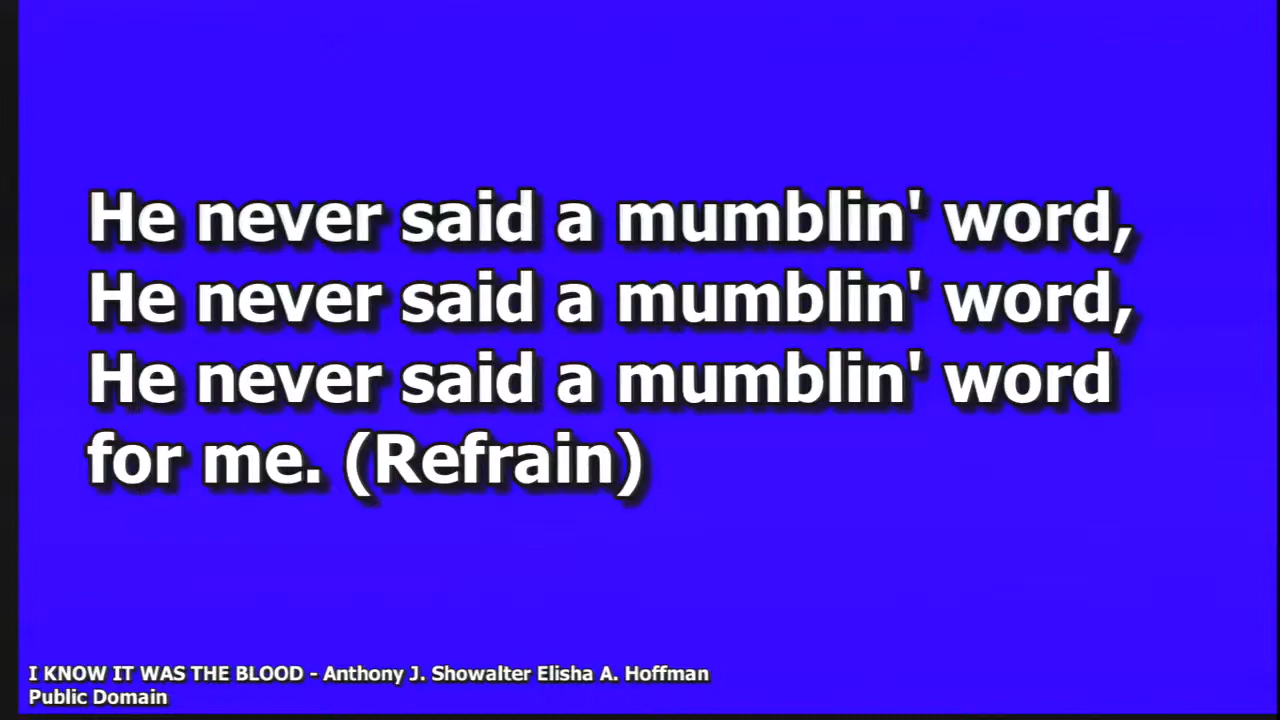 He never said a mumblin' word,
He never said a mumblin' word,
He never said a mumblin' word
for me. (Refrain)
I KNOW IT WAS THE BLOOD - Anthony J. Showalter Elisha A. Hoffman
Public Domain